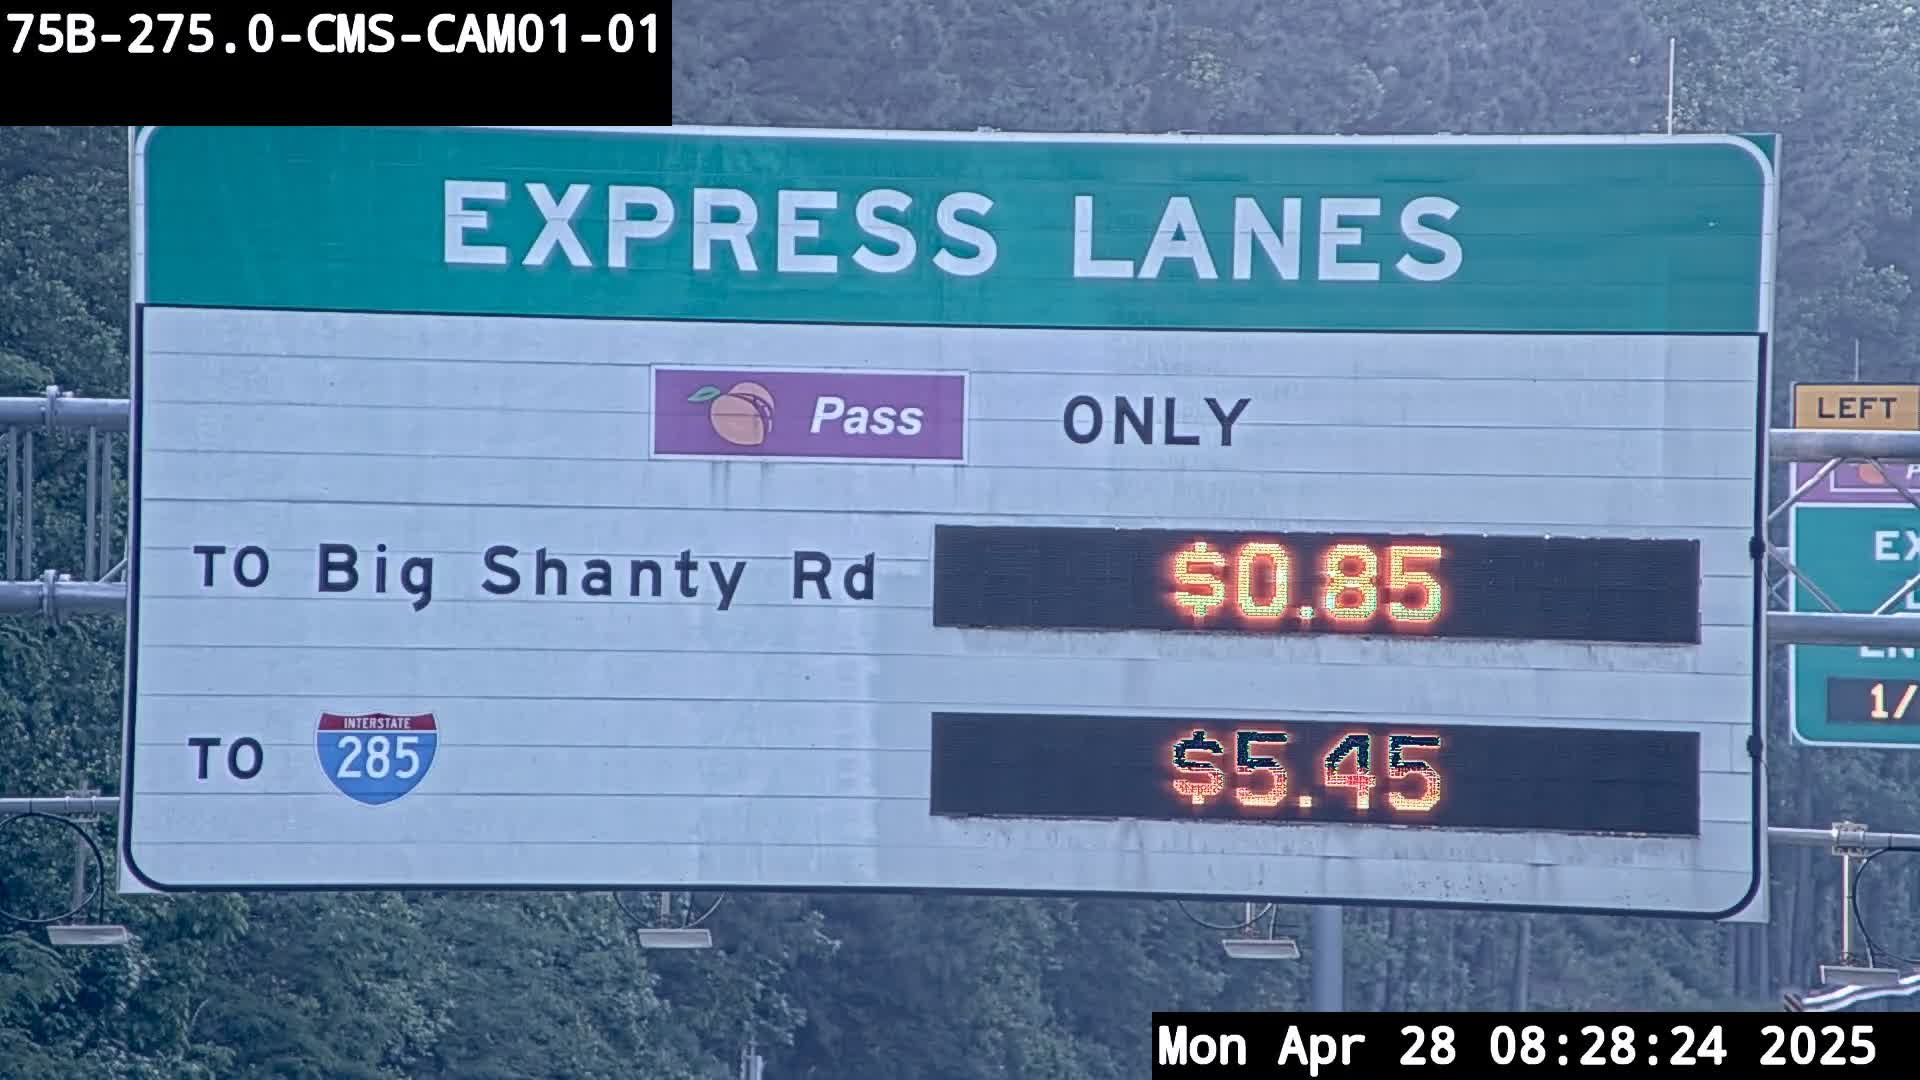 75B-275.0-CMS-CAM01-01
EXPRESS LANES
Pass ONLY
TO Big Shanty Rd $0.85
TO INTERSTATE 285 $5.45
LEFT
1/
Mon Apr 28 08:28:24 2025